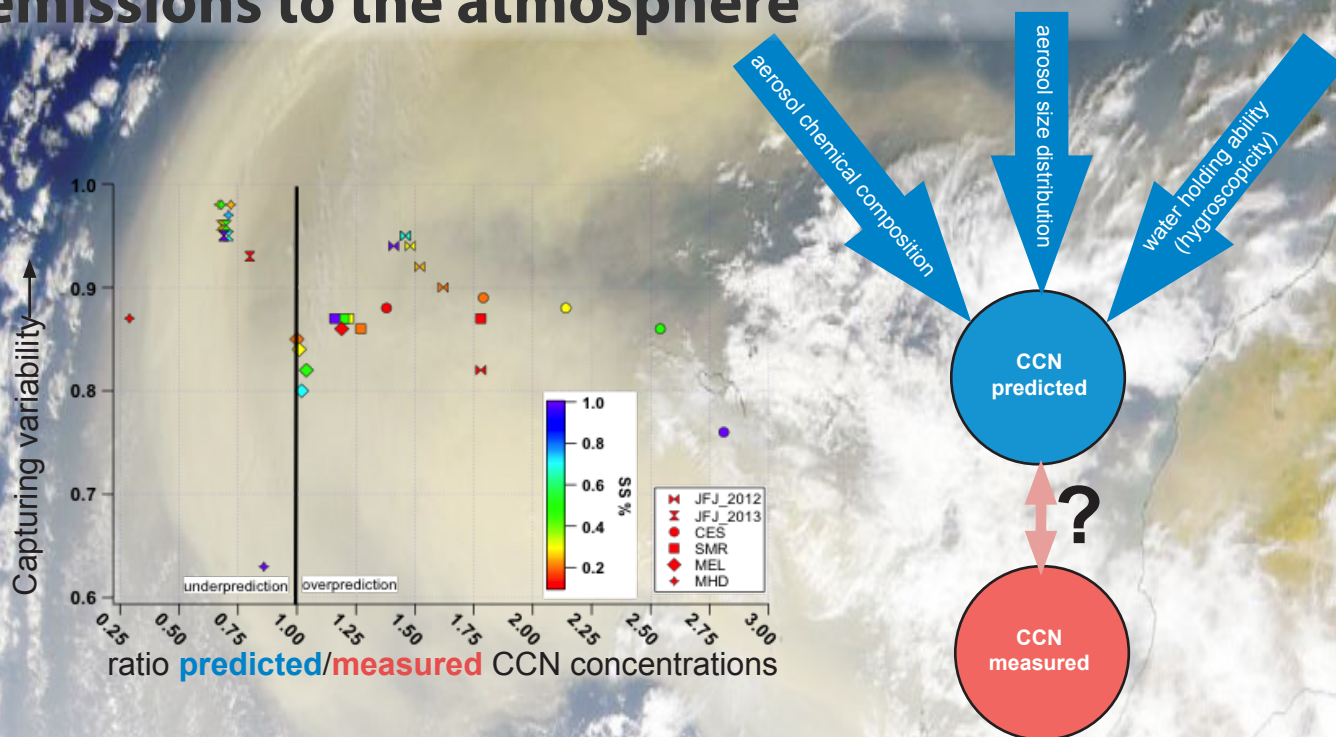 emissions to the atmosphere
aerosol chemical composition
aerosol size distribution
water holding ability
(hygroscopicity)
Capturing variability
1.0
0.9
0.8
0.7
0.6
underprediction
overprediction
1.0
0.8
0.6
0.4
0.2
SS %
JFJ_2012
JFJ_2013
CES
SMR
MEL
MHD
0.25
0.50
0.75
1.00
1.25
1.50
1.75
2.00
2.25
2.50
2.75
3.00
ratio predicted/measured CCN concentrations
CCN
predicted
?
CCN
measured